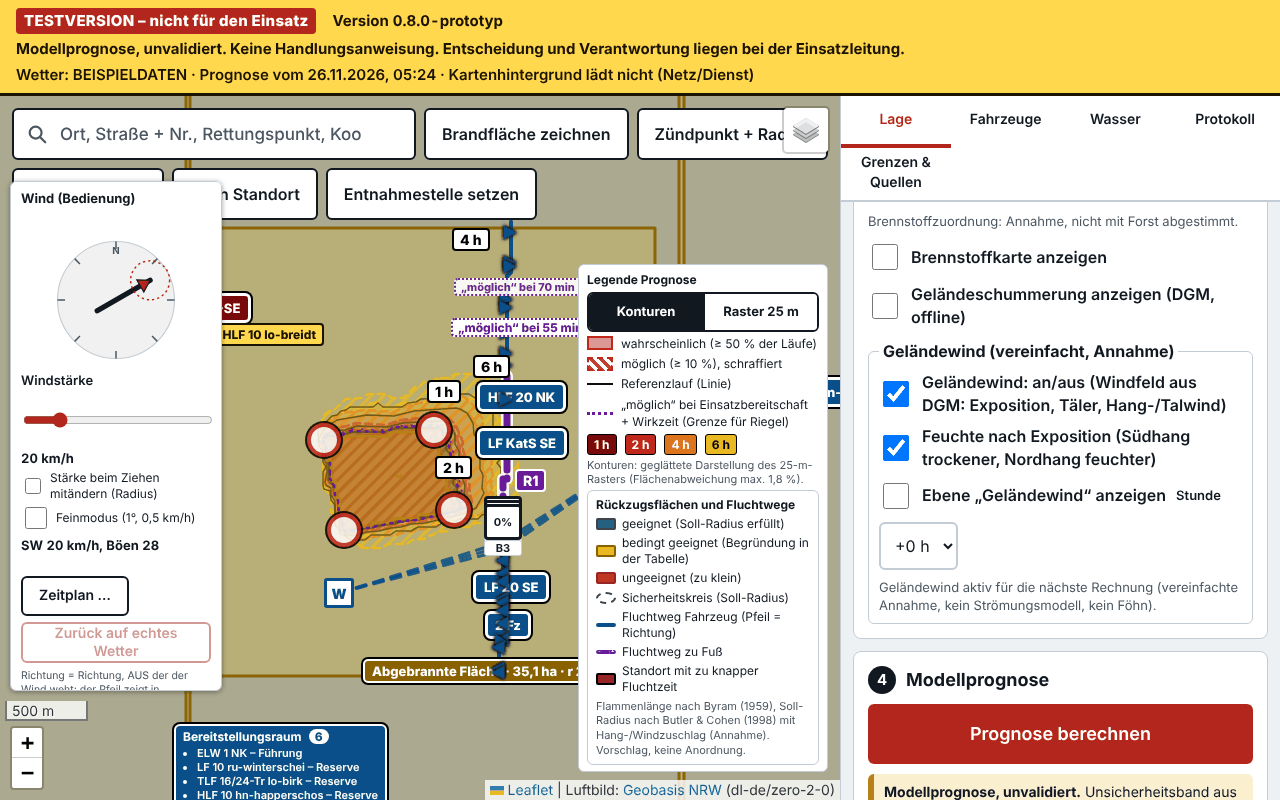 TESTVERSION – nicht für den Einsatz Version 0.8.0-prototyp
Modellprognose, unvalidiert. Keine Handlungsanweisung. Entscheidung und Verantwortung liegen bei der Einsatzleitung.
Wetter: BEISPIELDATEN · Prognose vom 26.11.2026, 05:24 · Kartenhintergrund lädt nicht (Netz/Dienst)
Ort, Straße + Nr., Rettungspunkt, Koo
Brandfläche zeichnen
Zündpunkt + Rad
Standort
Entnahmestelle setzen
Wind (Bedienung)
N
Windstärke
20 km/h
Stärke beim Ziehen
mitändern (Radius)
Feinmodus (1°, 0,5 km/h)
SW 20 km/h, Böen 28
Zeitplan ...
Zurück auf echtes
Wetter
Richtung = Richtung, AUS der der
Wind weht; der Pfeil zeigt in
500 m
+
−
4 h
„möglich“ bei 70 min
„möglich“ bei 55 min
SE
HLF 10 lo-breidt
6 h
1 h
HLF 20 NK
LF KatS SE
2 h
R1
0%
B3
W
LF 20 SE
2 Fz
Abgebrannte Fläche · 35,1 ha · r
Bereitstellungsraum 6
ELW 1 NK – Führung
LF 10 ru-winterschei – Reserve
TLF 16/24-Tr lo-birk – Reserve
HLF 10 hn-happerschos – Reserve
Legende Prognose
Konturen
Raster 25 m
wahrscheinlich (≥ 50 % der Läufe)
möglich (≥ 10 %), schraffiert
Referenzlauf (Linie)
„möglich“ bei Einsatzbereitschaft
+ Wirkzeit (Grenze für Riegel)
1 h 2 h 4 h 6 h
Konturen: geglättete Darstellung des 25-m-
Rasters (Flächenabweichung max. 1,8 %).
Rückzugsflächen und Fluchtwege
geeignet (Soll-Radius erfüllt)
bedingt geeignet (Begründung in
der Tabelle)
ungeeignet (zu klein)
Sicherheitskreis (Soll-Radius)
Fluchtweg Fahrzeug (Pfeil =
Richtung)
Fluchtweg zu Fuß
Standort mit zu knapper
Fluchtzeit
Flammenlänge nach Byram (1959), Soll-
Radius nach Butler & Cohen (1998) mit
Hang-/Windzuschlag (Annahme).
Vorschlag, keine Anordnung.
Leaflet | Luftbild: Geobasis NRW (dl-de/zero-2-0)
Lage
Fahrzeuge
Wasser
Protokoll
Grenzen &
Quellen
Brennstoffzuordnung: Annahme, nicht mit Forst abgestimmt.
Brennstoffkarte anzeigen
Geländeschummerung anzeigen (DGM,
offline)
Geländewind (vereinfacht, Annahme)
Geländewind: an/aus (Windfeld aus
DGM: Exposition, Täler, Hang-/Talwind)
Feuchte nach Exposition (Südhang
trockener, Nordhang feuchter)
Ebene „Geländewind“ anzeigen Stunde
+0 h
Geländewind aktiv für die nächste Rechnung (vereinfachte
Annahme, kein Strömungsmodell, kein Föhn).
4 Modellprognose
Prognose berechnen
Modellprognose, unvalidiert. Unsicherheitsband aus